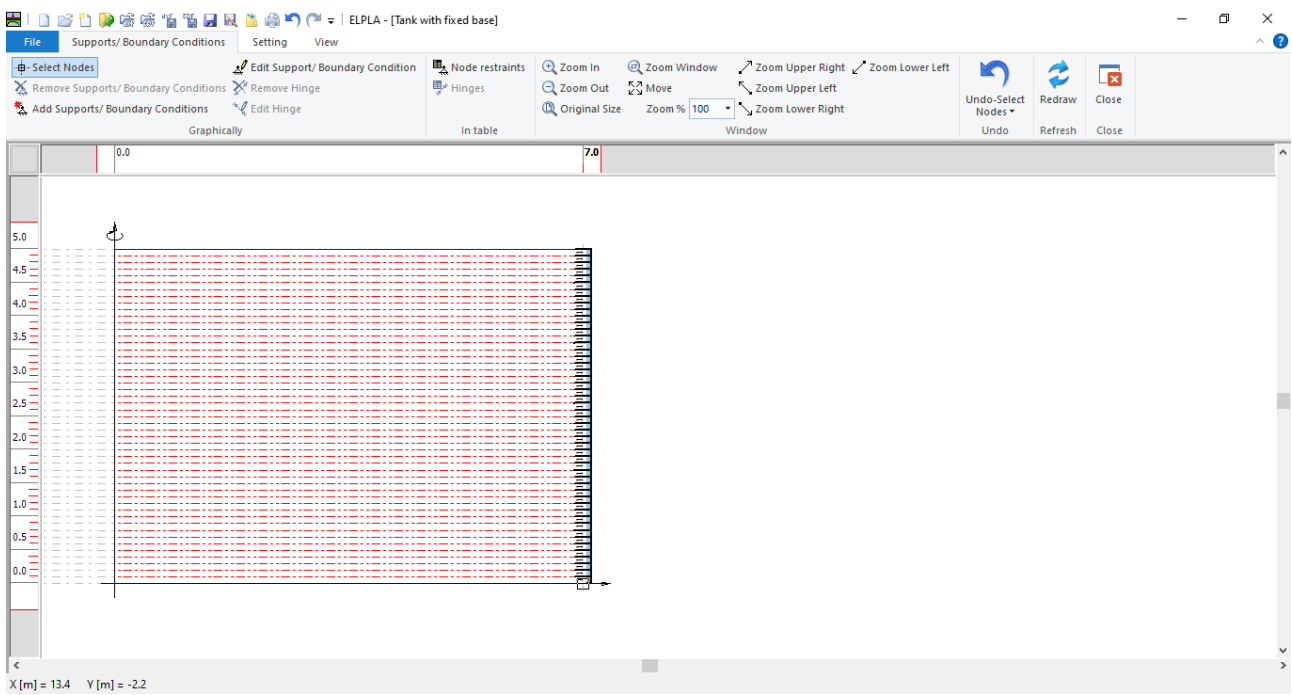 ELPLA - [Tank with fixed base]
File Supports/ Boundary Conditions Setting View
Select Nodes Edit Support/ Boundary Condition Node restraints Zoom In Zoom Window Zoom Upper Right Zoom Lower Left
Remove Supports/ Boundary Conditions Remove Hinge Hinges Zoom Out Move Zoom Upper Left
Add Supports/ Boundary Conditions Edit Hinge Original Size Zoom % 100 Zoom Lower Right
Undo-Select Nodes Redraw Close
Graphically In table Window Undo Refresh Close
0.0 7.0
5.0
4.5
4.0
3.5
3.0
2.5
2.0
1.5
1.0
0.5
0.0
X [m] = 13.4 Y [m] = -2.2